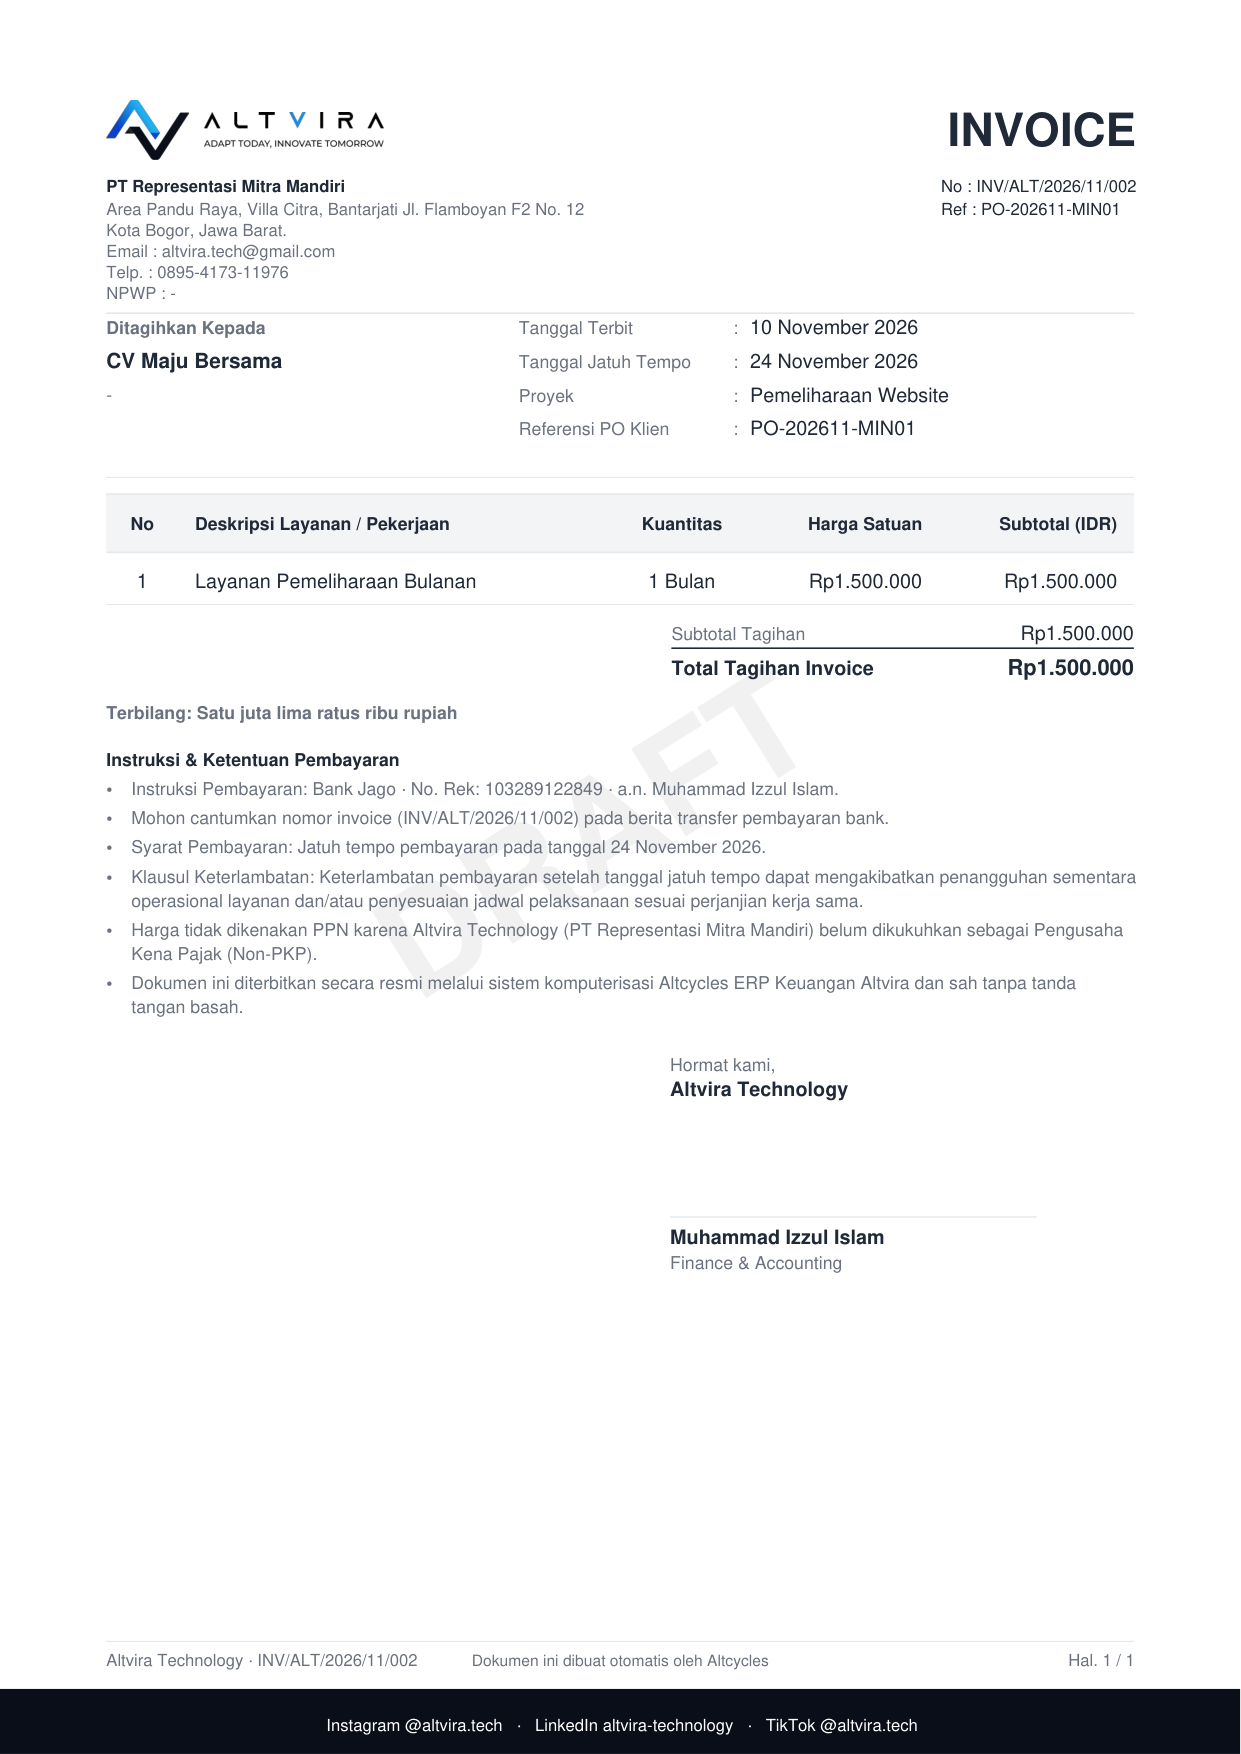 ALTVIRA
ADAPT TODAY, INNOVATE TOMORROW
INVOICE
PT Representasi Mitra Mandiri
Area Pandu Raya, Villa Citra, Bantarjati Jl. Flamboyan F2 No. 12
Kota Bogor, Jawa Barat.
Email : altvira.tech@gmail.com
Telp. : 0895-4173-11976
NPWP : -
No : INV/ALT/2026/11/002
Ref : PO-202611-MIN01
Ditagihkan Kepada
CV Maju Bersama
-
Tanggal Terbit : 10 November 2026
Tanggal Jatuh Tempo : 24 November 2026
Proyek : Pemeliharaan Website
Referensi PO Klien : PO-202611-MIN01
No Deskripsi Layanan / Pekerjaan Kuantitas Harga Satuan Subtotal (IDR)
1 Layanan Pemeliharaan Bulanan 1 Bulan Rp1.500.000 Rp1.500.000
Subtotal Tagihan Rp1.500.000
Total Tagihan Invoice Rp1.500.000
Terbilang: Satu juta lima ratus ribu rupiah
DRAFT
Instruksi & Ketentuan Pembayaran
• Instruksi Pembayaran: Bank Jago · No. Rek: 103289122849 · a.n. Muhammad Izzul Islam.
• Mohon cantumkan nomor invoice (INV/ALT/2026/11/002) pada berita transfer pembayaran bank.
• Syarat Pembayaran: Jatuh tempo pembayaran pada tanggal 24 November 2026.
• Klausul Keterlambatan: Keterlambatan pembayaran setelah tanggal jatuh tempo dapat mengakibatkan penangguhan sementara
operasional layanan dan/atau penyesuaian jadwal pelaksanaan sesuai perjanjian kerja sama.
• Harga tidak dikenakan PPN karena Altvira Technology (PT Representasi Mitra Mandiri) belum dikukuhkan sebagai Pengusaha
Kena Pajak (Non-PKP).
• Dokumen ini diterbitkan secara resmi melalui sistem komputerisasi Altcycles ERP Keuangan Altvira dan sah tanpa tanda
tangan basah.
Hormat kami,
Altvira Technology
Muhammad Izzul Islam
Finance & Accounting
Altvira Technology · INV/ALT/2026/11/002 Dokumen ini dibuat otomatis oleh Altcycles Hal. 1 / 1
Instagram @altvira.tech · LinkedIn altvira-technology · TikTok @altvira.tech